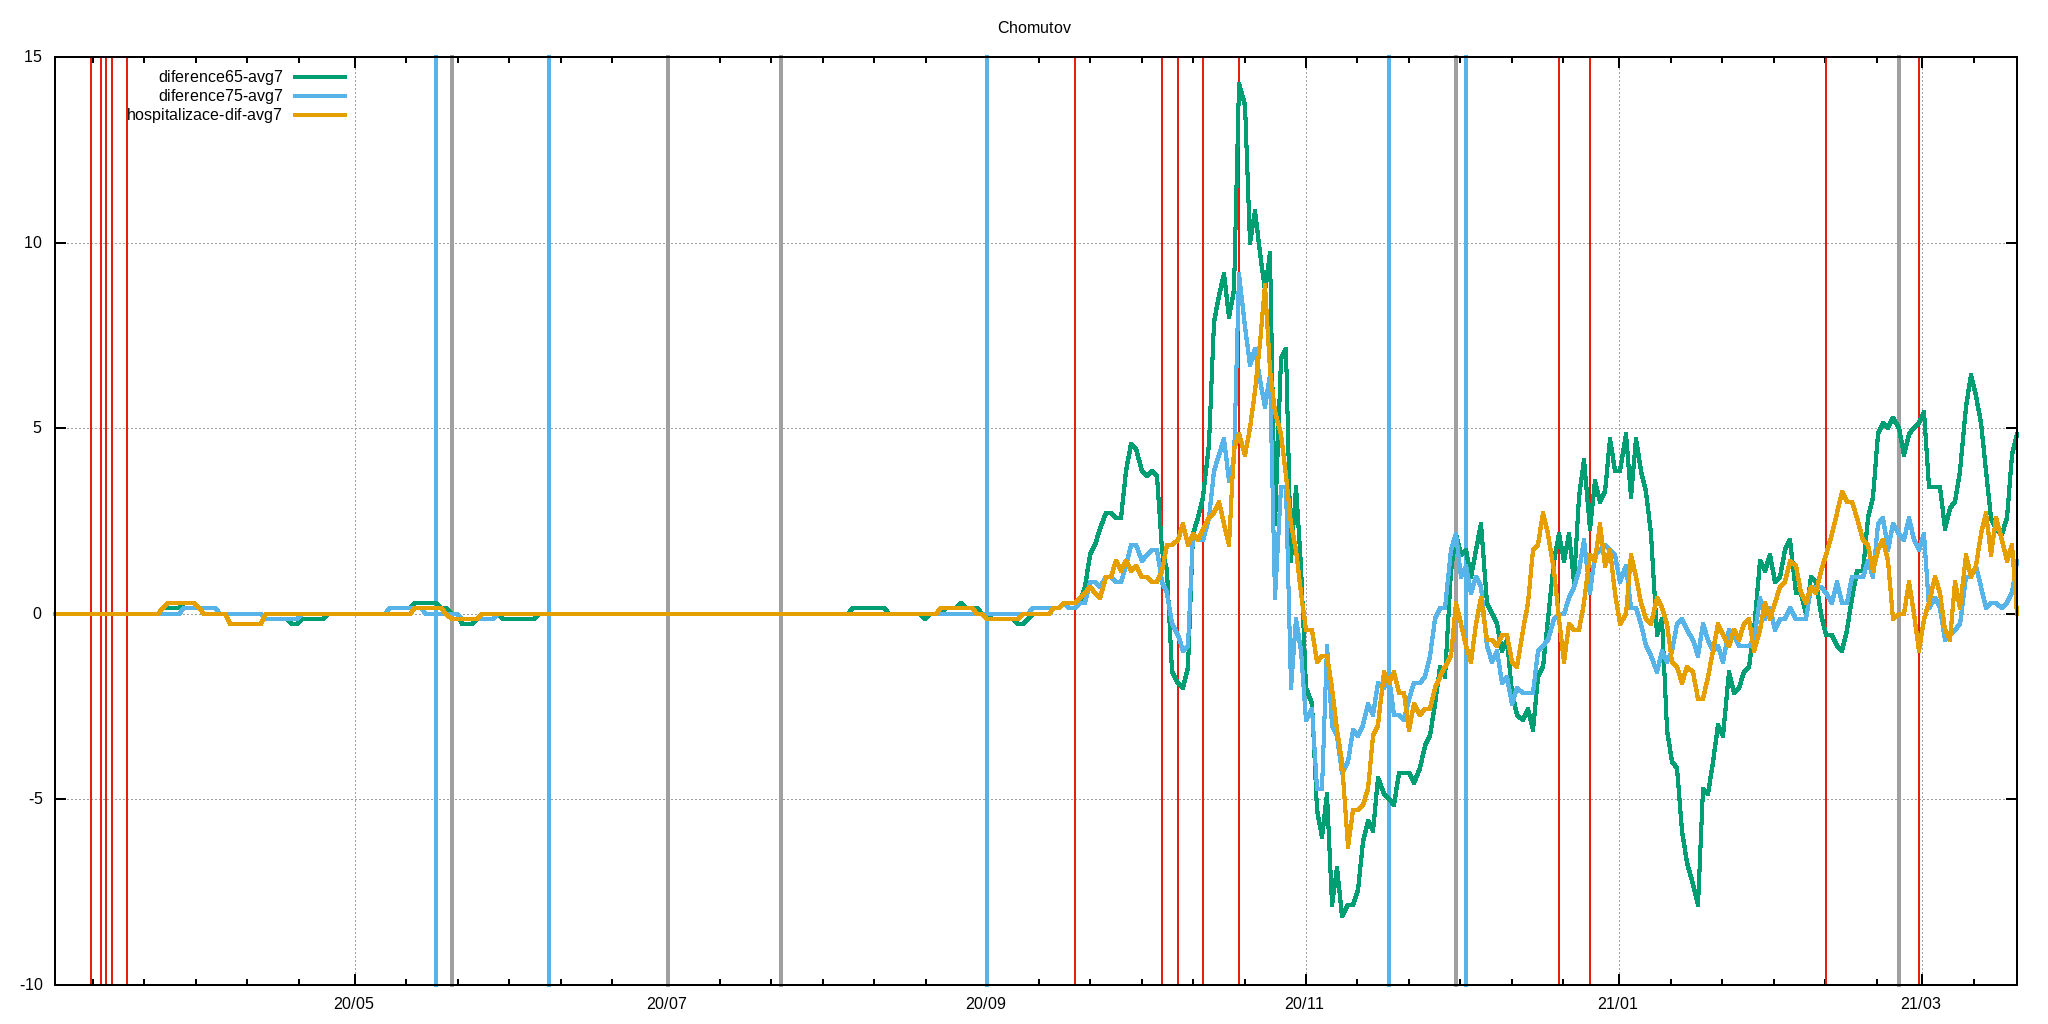 Chomutov
15
diference65-avg7
diference75-avg7
hospitalizace-dif-avg7
10
5
0
-5
-10
20/05 20/07 20/09 20/11 21/01 21/03